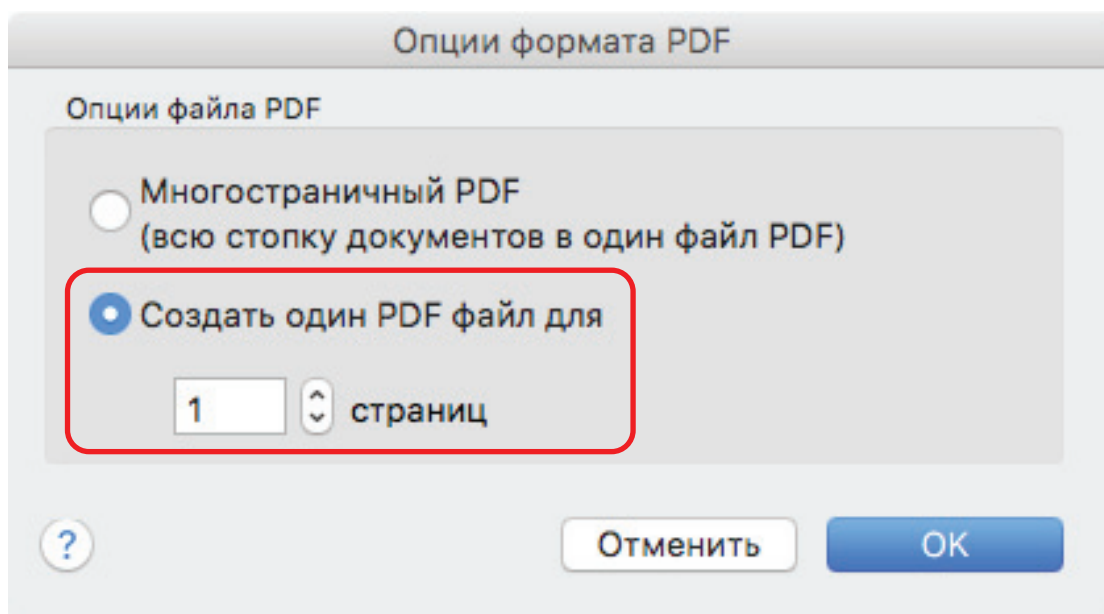 Опции формата PDF
Опции файла PDF
Многостраничный PDF
(всю стопку документов в один файл PDF)
Создать один PDF файл для
1 страниц
? Отменить OK